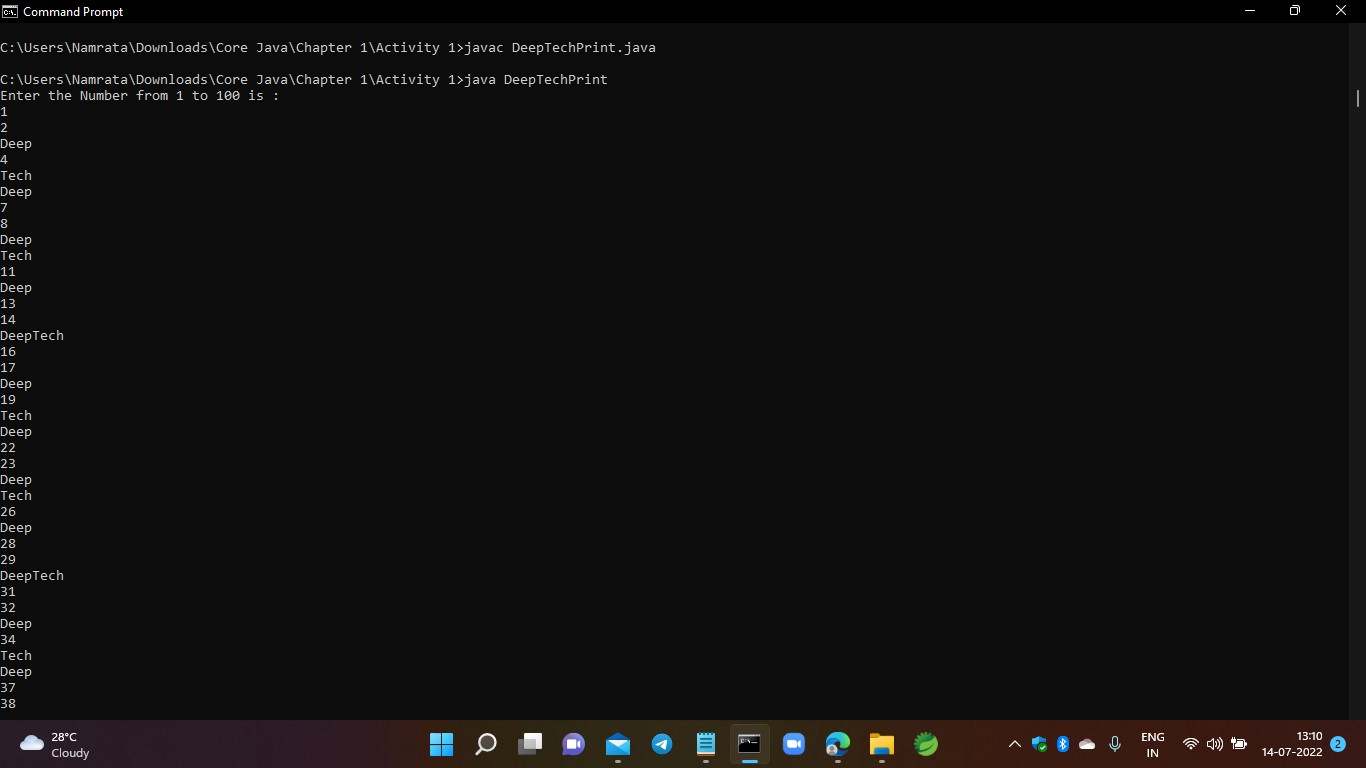 Command Prompt
C:\Users\Namrata\Downloads\Core Java\Chapter 1\Activity 1>javac DeepTechPrint.java
C:\Users\Namrata\Downloads\Core Java\Chapter 1\Activity 1>java DeepTechPrint
Enter the Number from 1 to 100 is :
1
2
Deep
4
Tech
Deep
7
8
Deep
Tech
11
Deep
13
14
DeepTech
16
17
Deep
19
Tech
Deep
22
23
Deep
Tech
26
Deep
28
29
DeepTech
31
32
Deep
34
Tech
Deep
37
38
28°C
Cloudy
ENG
IN
13:10
14-07-2022
2